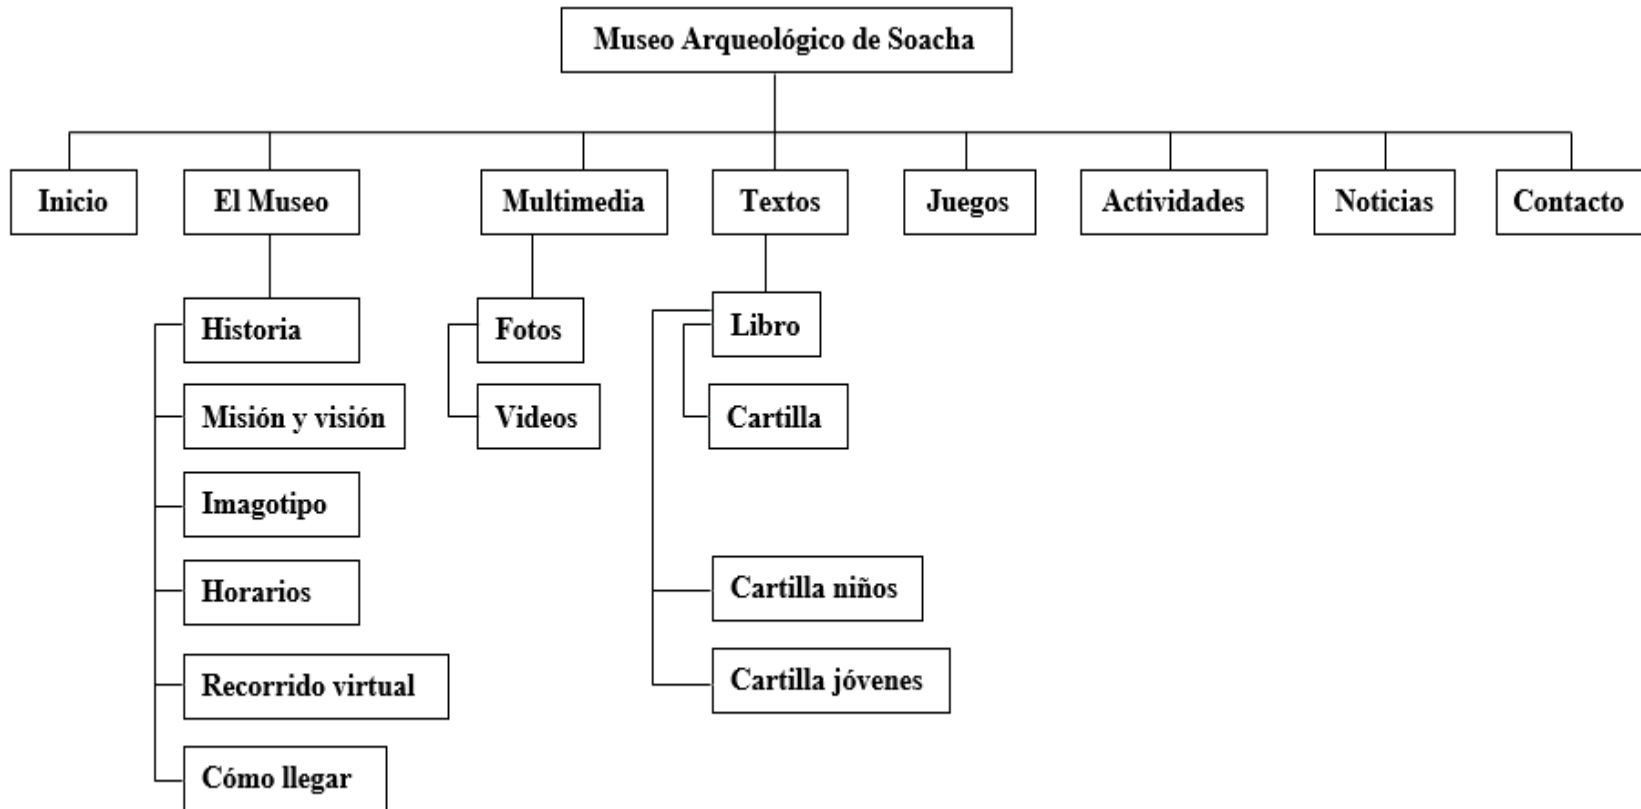 Museo Arqueológico de Soacha
Inicio
El Museo
Multimedia
Textos
Juegos
Actividades
Noticias
Contacto
Historia
Misión y visión
Imagotipo
Horarios
Recorrido virtual
Cómo llegar
Fotos
Videos
Libro
Cartilla
Cartilla niños
Cartilla jóvenes